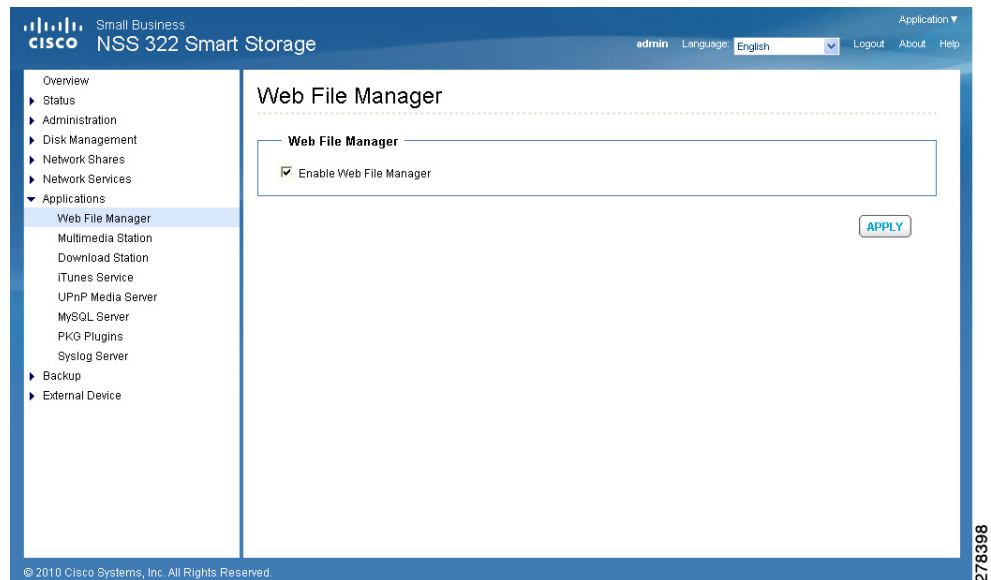 Small Business
Application ▼
CISCO NSS 322 Smart Storage
admin Language: English Logout About Help
Overview
Status
Administration
Disk Management
Network Shares
Network Services
Applications
Web File Manager
Multimedia Station
Download Station
iTunes Service
UPnP Media Server
MySQL Server
PKG Plugins
Syslog Server
Backup
External Device
Web File Manager
Web File Manager
Enable Web File Manager
APPLY
© 2010 Cisco Systems, Inc. All Rights Reserved.
278398